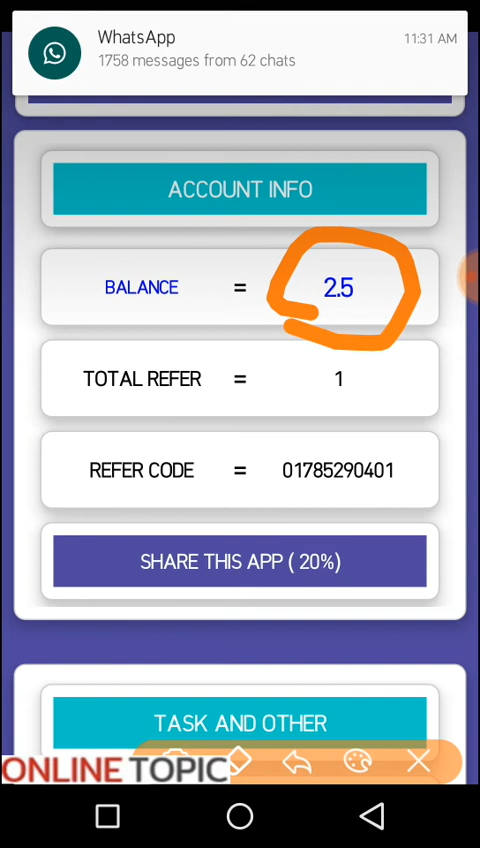 WhatsApp
11:31 AM
1758 messages from 62 chats
ACCOUNT INFO
BALANCE = 2.5
TOTAL REFER = 1
REFER CODE = 01785290401
SHARE THIS APP ( 20%)
TASK AND OTHER
ONLINE TOPIC